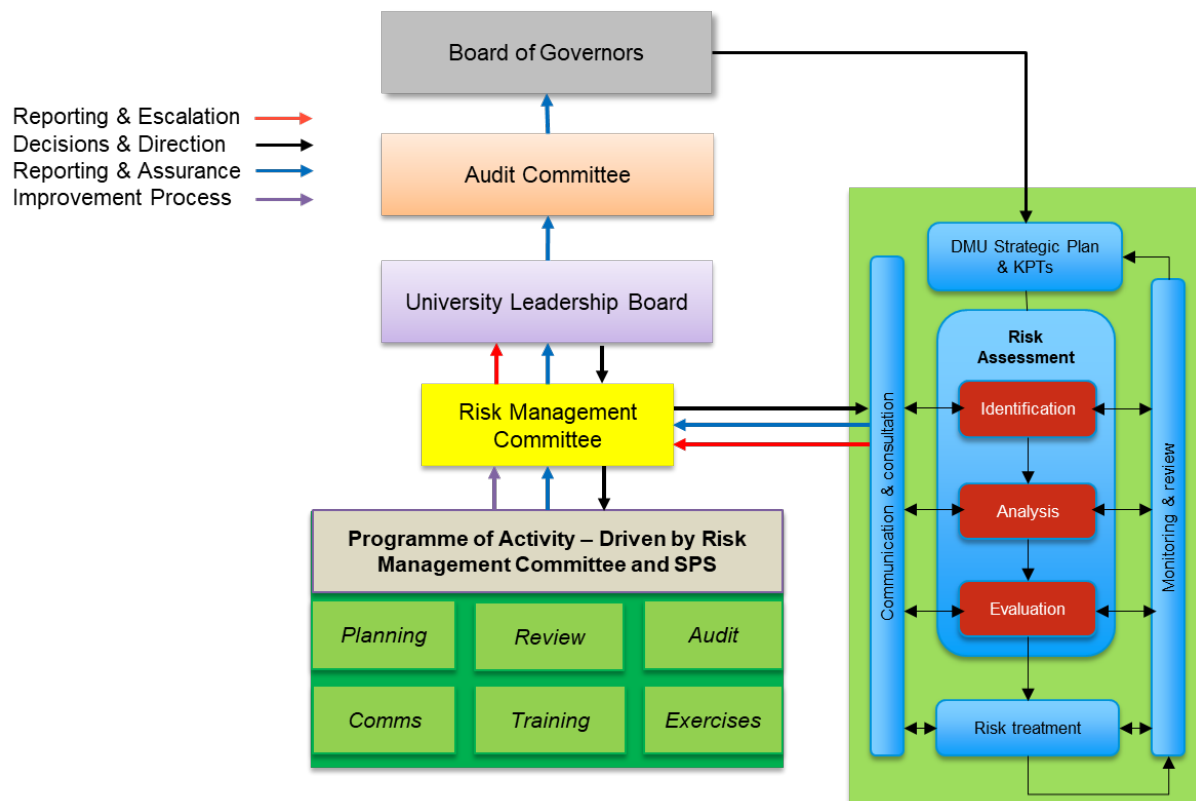 Board of Governors
Reporting & Escalation
Decisions & Direction
Reporting & Assurance
Improvement Process
Audit Committee
University Leadership Board
Risk Management
Committee
Programme of Activity – Driven by Risk
Management Committee and SPS
Planning
Review
Audit
Comms
Training
Exercises
DMU Strategic Plan
& KPTs
Risk
Assessment
Identification
Analysis
Evaluation
Risk treatment
Communication & consultation
Monitoring & review